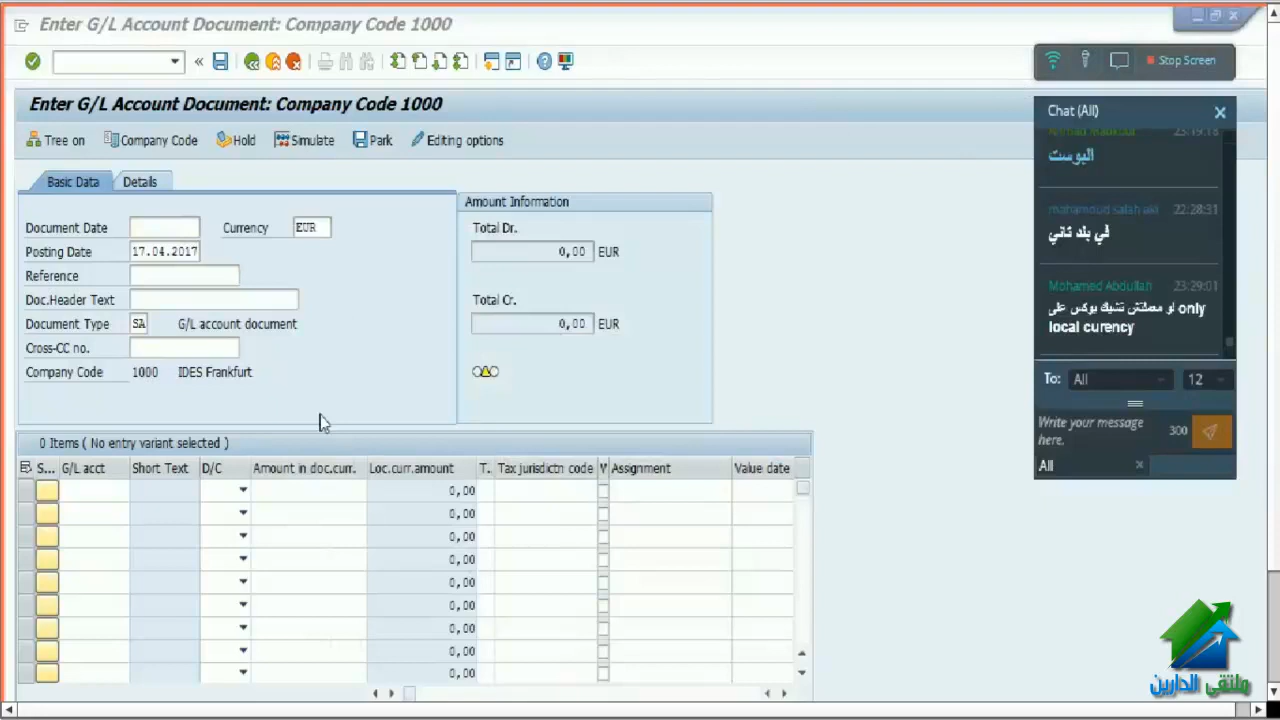 Enter G/L Account Document: Company Code 1000
Stop Screen
Enter G/L Account Document: Company Code 1000
Tree on
Company Code
Hold
Simulate
Park
Editing options
Basic Data
Details
Document Date
Currency
EUR
Posting Date
17.04.2017
Reference
Doc.Header Text
Document Type
SA
G/L account document
Cross-CC no.
Company Code
1000
IDES Frankfurt
Amount Information
Total Dr.
0,00 EUR
Total Cr.
0,00 EUR
0 Items ( No entry variant selected )
S...
G/L acct
Short Text
D/C
Amount in doc.curr.
Loc.curr.amount
T..
Tax jurisdictn code
V
Assignment
Value date
0,00
0,00
0,00
0,00
0,00
0,00
0,00
0,00
0,00
Chat (All)
23:19:18
البوست
mahamoud salah aki 22:28:31
في بلد تاني
Mohamed Abdullah 23:29:01
لو معملتش تشيك بوكس على only
local curency
To:
All
12
Write your message
here.
300
All
ملتقى الدارين